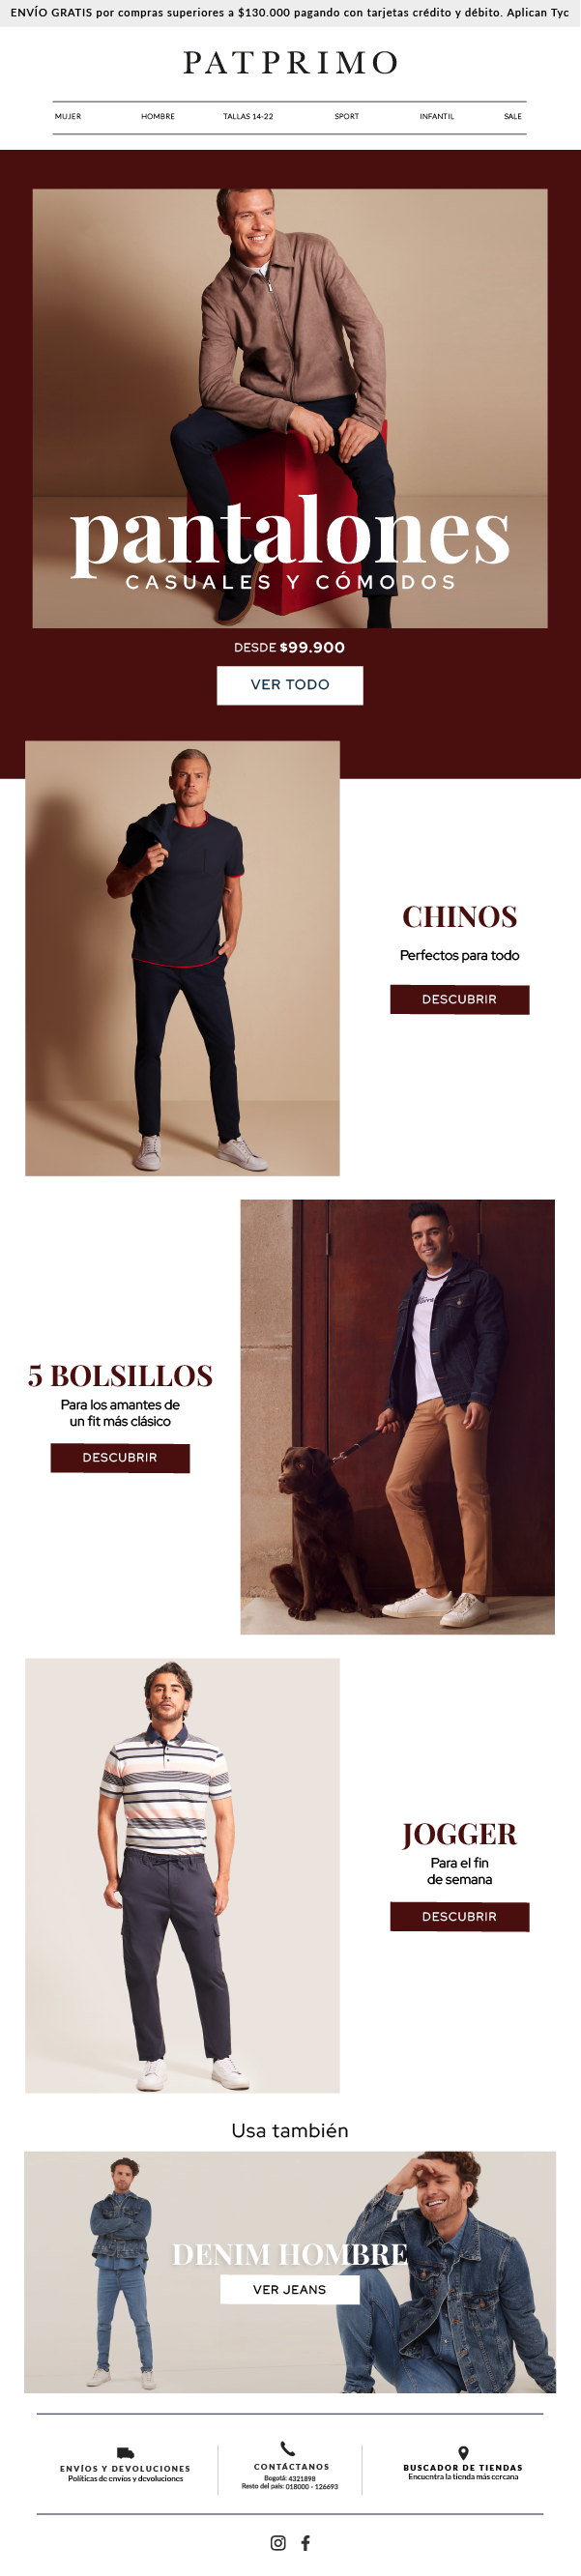 ENVÍO GRATIS por compras superiores a $130.000 pagando con tarjetas crédito y débito. Aplican Tyc
PATPRIMO
MUJER HOMBRE TALLAS 14-22 SPORT INFANTIL SALE
pantalones
CASUALES Y CÓMODOS
DESDE $99.900
VER TODO
CHINOS
Perfectos para todo
DESCUBRIR
5 BOLSILLOS
Para los amantes de
un fit más clásico
DESCUBRIR
JOGGER
Para el fin
de semana
DESCUBRIR
Usa también
DENIM HOMBRE
VER JEANS
ENVÍOS Y DEVOLUCIONES
Políticas de envíos y devoluciones
CONTÁCTANOS
Bogotá: 4321898
Resto del país: 018000 - 126693
BUSCADOR DE TIENDAS
Encuentra la tienda más cercana